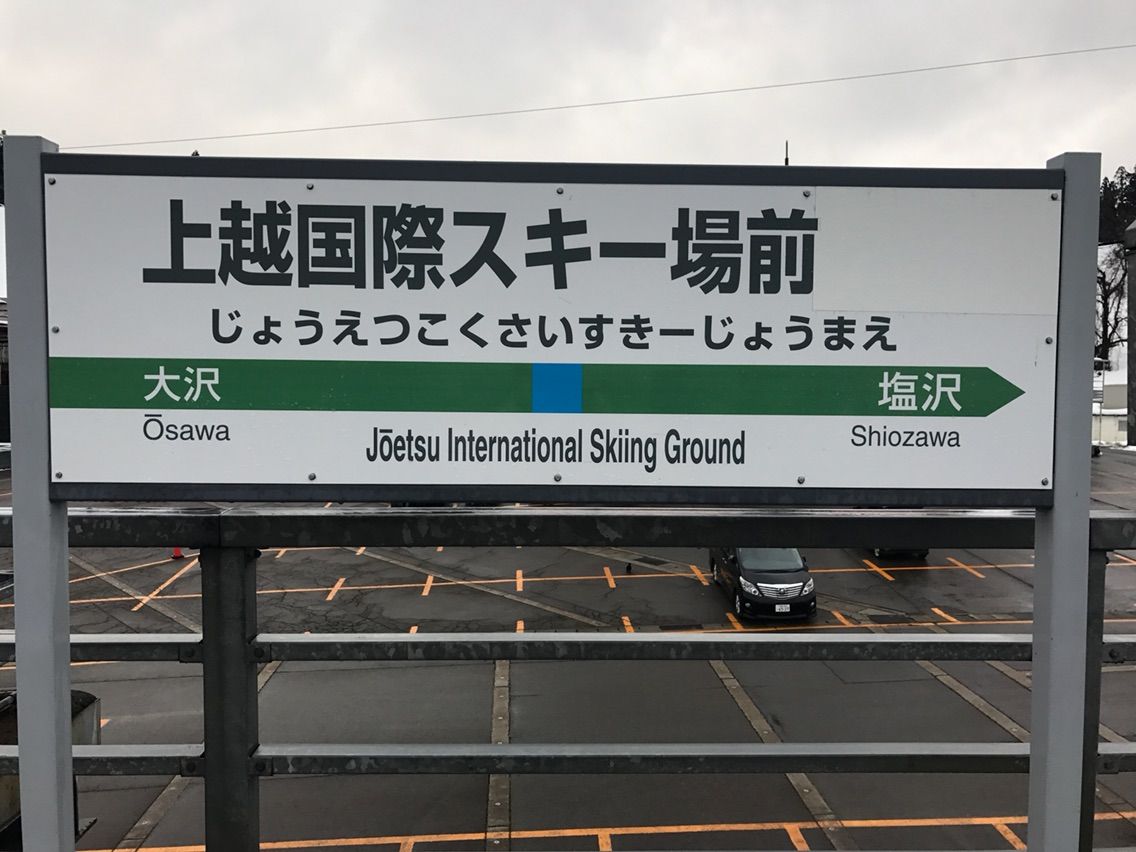 上越国際スキー場前
じょうえつこくさいすきーじょうまえ
大沢 塩沢
Ōsawa Jōetsu International Skiing Ground Shiozawa